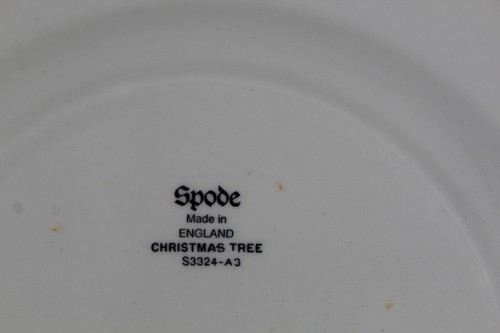 Spode
Made in
ENGLAND
CHRISTMAS TREE
S3324-A3